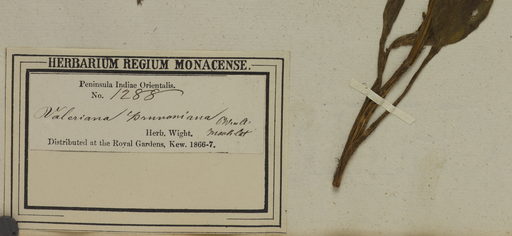 HERBARIUM REGIUM MONACENSE.
Peninsula Indiae Orientalis.
No. 1288
Valeriana Brunoniana
Herb. Wight.
Distributed at the Royal Gardens, Kew. 1866-7.